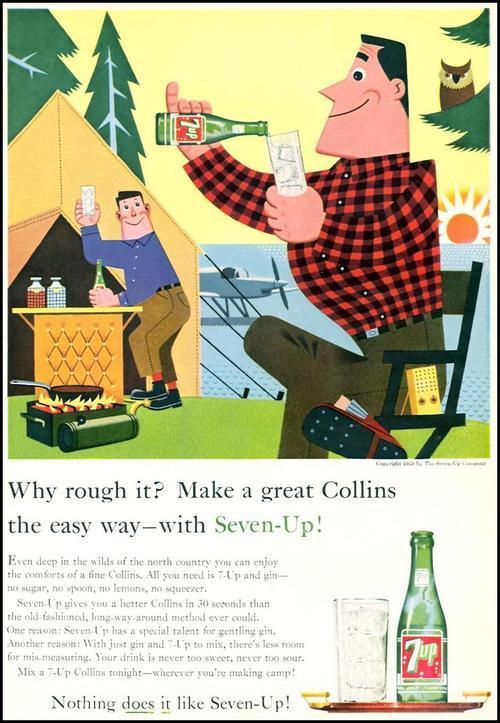 7up
Copyright 1959 by The Seven-Up Company
Why rough it? Make a great Collins
the easy way—with Seven-Up!
Even deep in the wilds of the north country you can enjoy
the comforts of a fine Collins. All you need is 7-Up and gin—
no sugar, no spoon, no lemons, no squeezer.
Seven-Up gives you a better Collins in 30 seconds than
the old-fashioned, long-way-around method ever could.
One reason: Seven-Up has a special talent for gentling gin.
Another reason: With just gin and 7-Up to mix, there's less room
for mis-measuring. Your drink is never too sweet, never too sour.
Mix a 7-Up Collins tonight—wherever you're making camp!
Nothing does it like Seven-Up!
7up